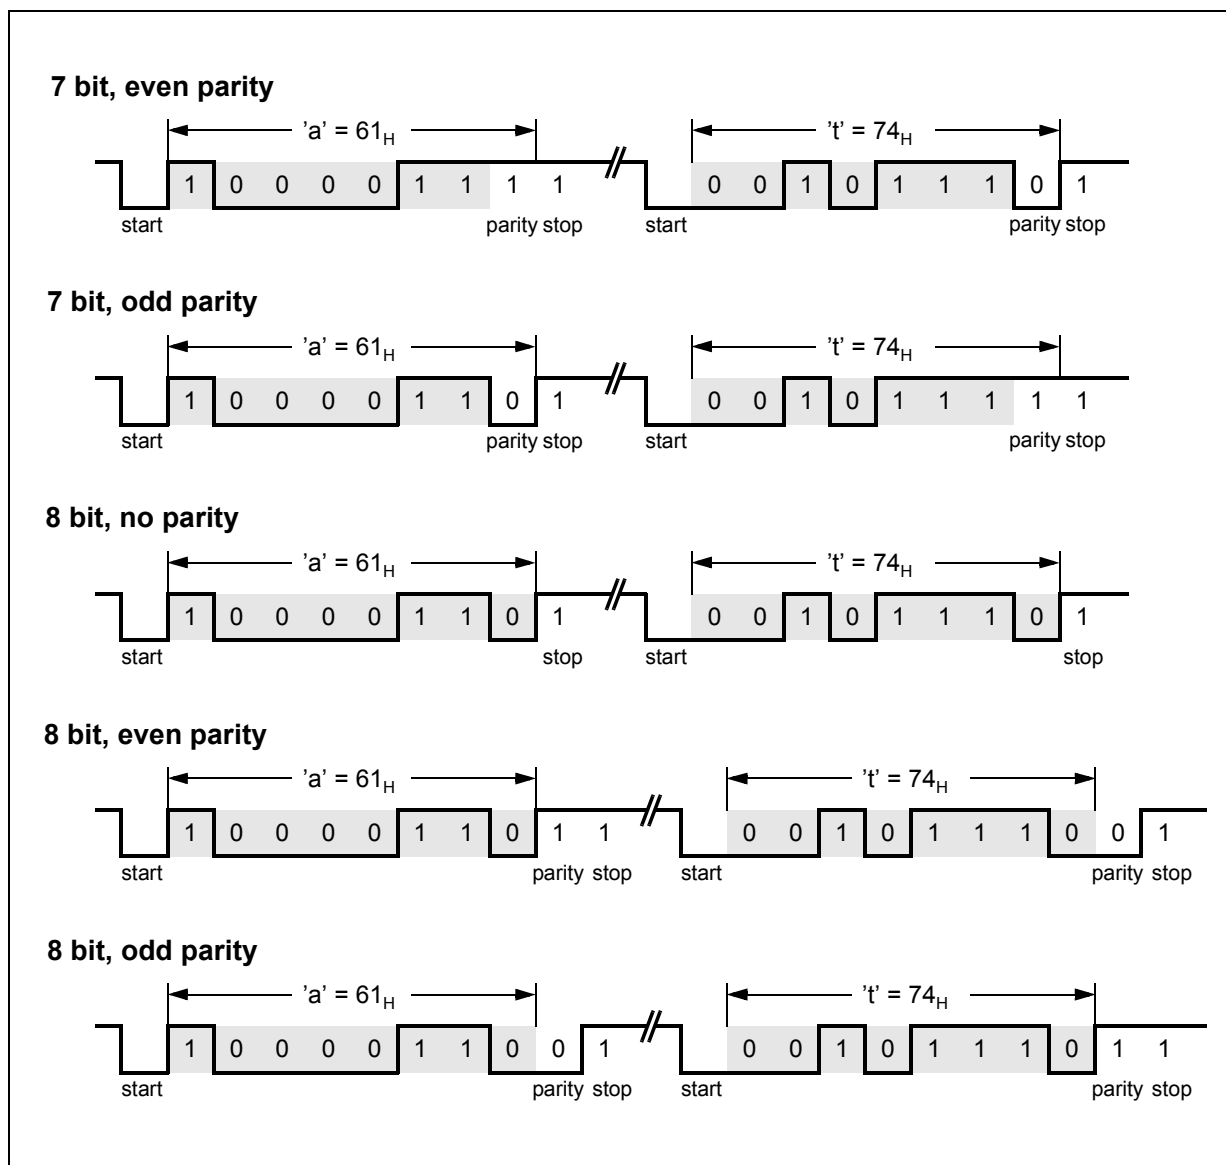 7 bit, even parity
’a’ = 61H ’t’ = 74H
1 0 0 0 0 1 1 1 1 0 0 1 0 1 1 1 0 1
start parity stop start parity stop
7 bit, odd parity
’a’ = 61H ’t’ = 74H
1 0 0 0 0 1 1 0 1 0 0 1 0 1 1 1 1 1
start parity stop start parity stop
8 bit, no parity
’a’ = 61H ’t’ = 74H
1 0 0 0 0 1 1 0 1 0 0 1 0 1 1 1 0 1
start stop start stop
8 bit, even parity
’a’ = 61H ’t’ = 74H
1 0 0 0 0 1 1 0 1 1 0 0 1 0 1 1 1 0 0 1
start parity stop start parity stop
8 bit, odd parity
’a’ = 61H ’t’ = 74H
1 0 0 0 0 1 1 0 0 1 0 0 1 0 1 1 1 0 1 1
start parity stop start parity stop